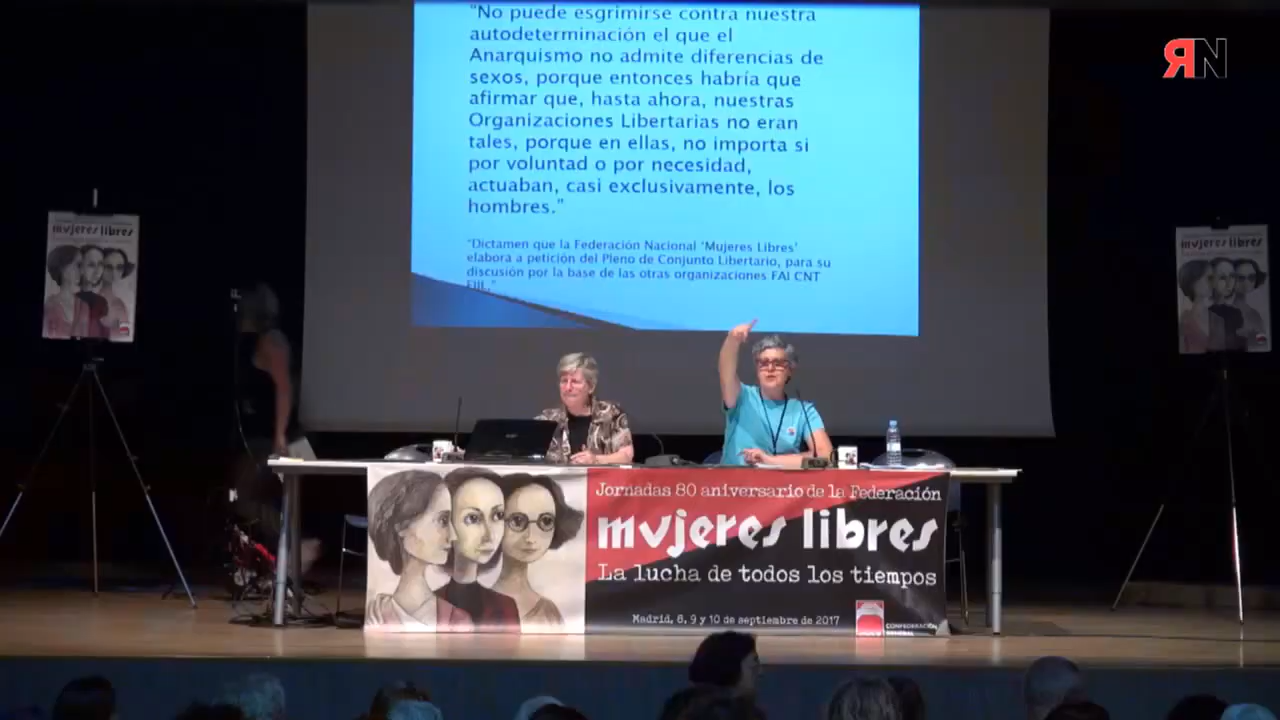 "No puede esgrimirse contra nuestra
autodeterminación el que el
Anarquismo no admite diferencias de
sexos, porque entonces habría que
afirmar que, hasta ahora, nuestras
Organizaciones Libertarias no eran
tales, porque en ellas, no importa si
por voluntad o por necesidad,
actuaban, casi exclusivamente, los
hombres."
"Dictamen que la Federación Nacional 'Mujeres Libres'
elabora a petición del Pleno de Conjunto Libertario, para su
discusión por la base de las otras organizaciones FAI CNT
FIJL."
ЯN
mujeres libres
mujeres libres
Jornadas 80 aniversario de la Federación
mujeres libres
La lucha de todos los tiempos
Madrid, 8, 9 y 10 de septiembre de 2017
CONFEDERACIÓN
GENERAL